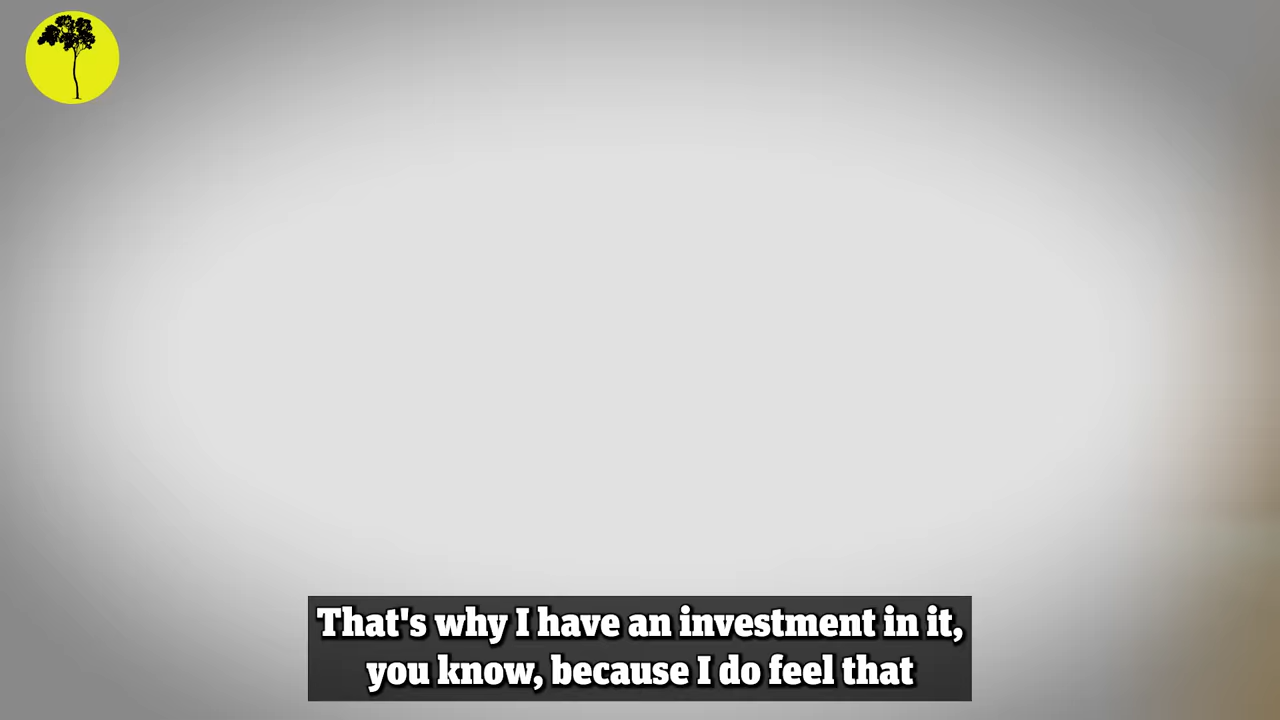 That's why I have an investment in it,
you know, because I do feel that